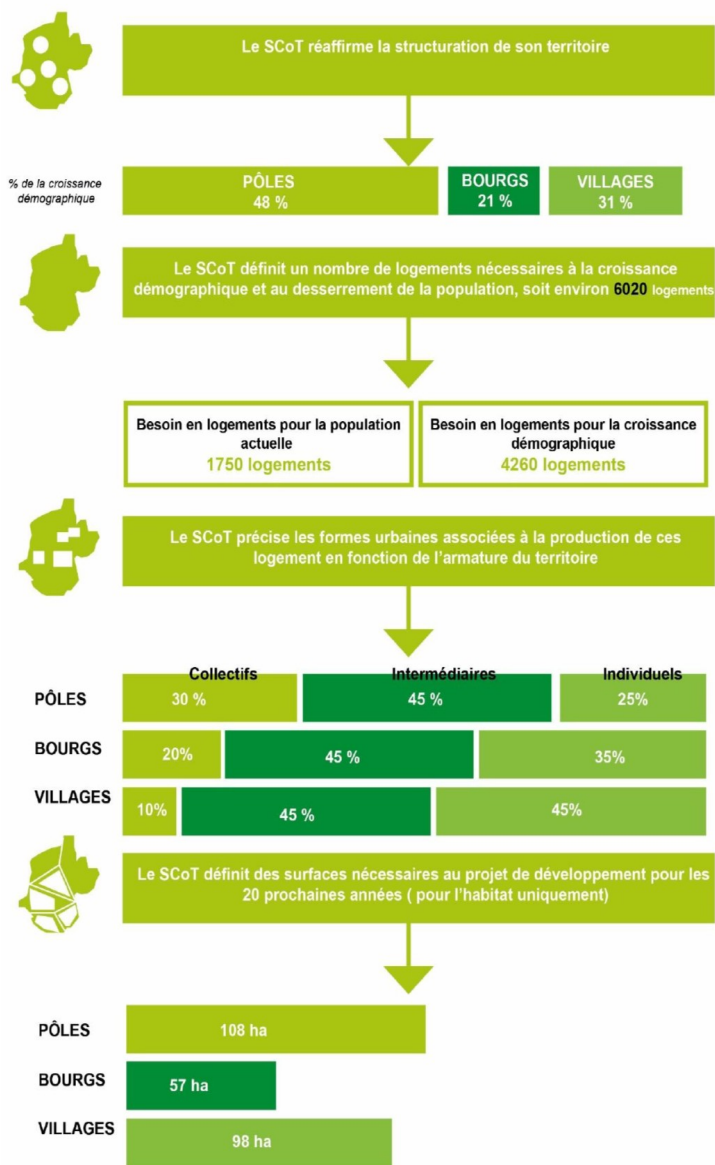 Le SCoT réaffirme la structuration de son territoire
% de la croissance
démographique
PÔLES
48 %
BOURGS
21 %
VILLAGES
31 %
Le SCoT définit un nombre de logements nécessaires à la croissance
démographique et au desserrement de la population, soit environ 6020 logements
Besoin en logements pour la population
actuelle
1750 logements
Besoin en logements pour la croissance
démographique
4260 logements
Le SCoT précise les formes urbaines associées à la production de ces
logement en fonction de l'armature du territoire
Collectifs Intermédiaires Individuels
PÔLES 30 % 45 % 25%
BOURGS 20% 45 % 35%
VILLAGES 10% 45 % 45%
Le SCoT définit des surfaces nécessaires au projet de développement pour les
20 prochaines années ( pour l'habitat uniquement)
PÔLES 108 ha
BOURGS 57 ha
VILLAGES 98 ha